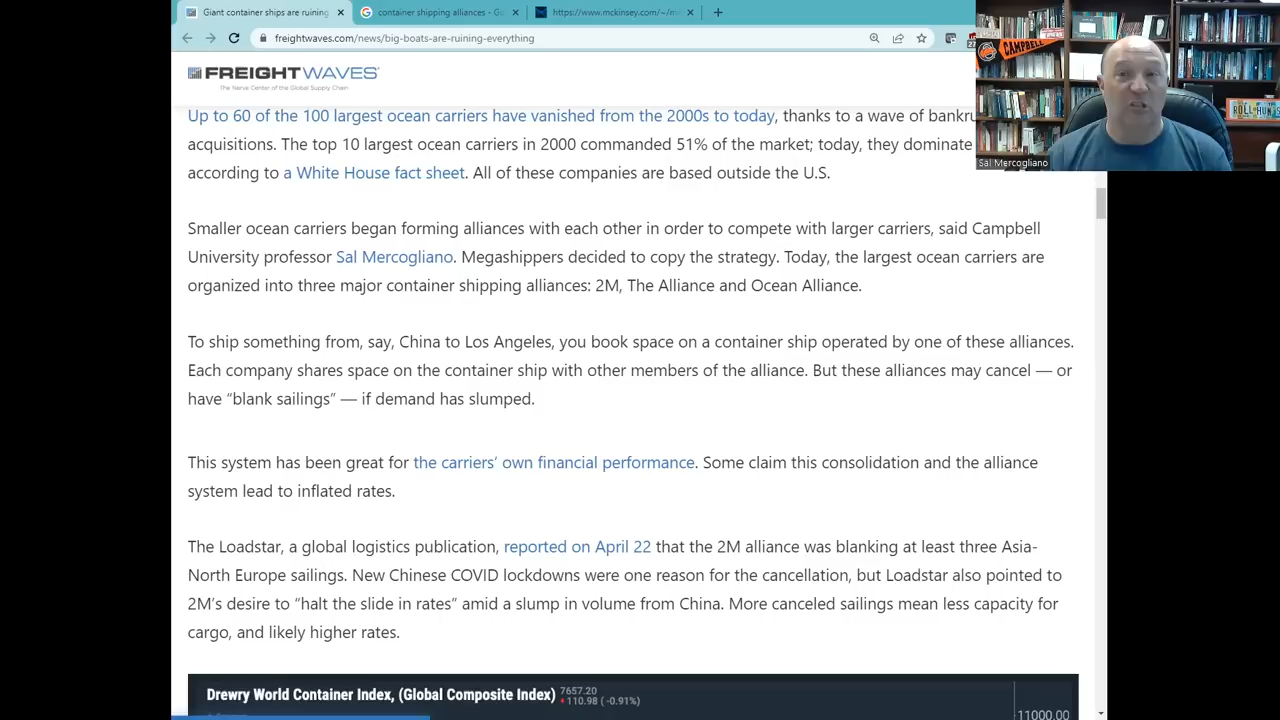 Giant container ships are ruining
container shipping alliances - G
https://www.mckinsey.com/~/m
freightwaves.com/news/big-boats-are-ruining-everything
FREIGHTWAVES
The Nerve Center of the Global Supply Chain
CAMPBELL
Sal Mercogliano
Up to 60 of the 100 largest ocean carriers have vanished from the 2000s to today, thanks to a wave of bankru
acquisitions. The top 10 largest ocean carriers in 2000 commanded 51% of the market; today, they dominate
according to a White House fact sheet. All of these companies are based outside the U.S.
Smaller ocean carriers began forming alliances with each other in order to compete with larger carriers, said Campbell
University professor Sal Mercogliano. Megashippers decided to copy the strategy. Today, the largest ocean carriers are
organized into three major container shipping alliances: 2M, The Alliance and Ocean Alliance.
To ship something from, say, China to Los Angeles, you book space on a container ship operated by one of these alliances.
Each company shares space on the container ship with other members of the alliance. But these alliances may cancel — or
have “blank sailings” — if demand has slumped.
This system has been great for the carriers’ own financial performance. Some claim this consolidation and the alliance
system lead to inflated rates.
The Loadstar, a global logistics publication, reported on April 22 that the 2M alliance was blanking at least three Asia-
North Europe sailings. New Chinese COVID lockdowns were one reason for the cancellation, but Loadstar also pointed to
2M’s desire to “halt the slide in rates” amid a slump in volume from China. More canceled sailings mean less capacity for
cargo, and likely higher rates.
Drewry World Container Index, (Global Composite Index) 7657.20
110.98 ( -0.91%)
11000.00